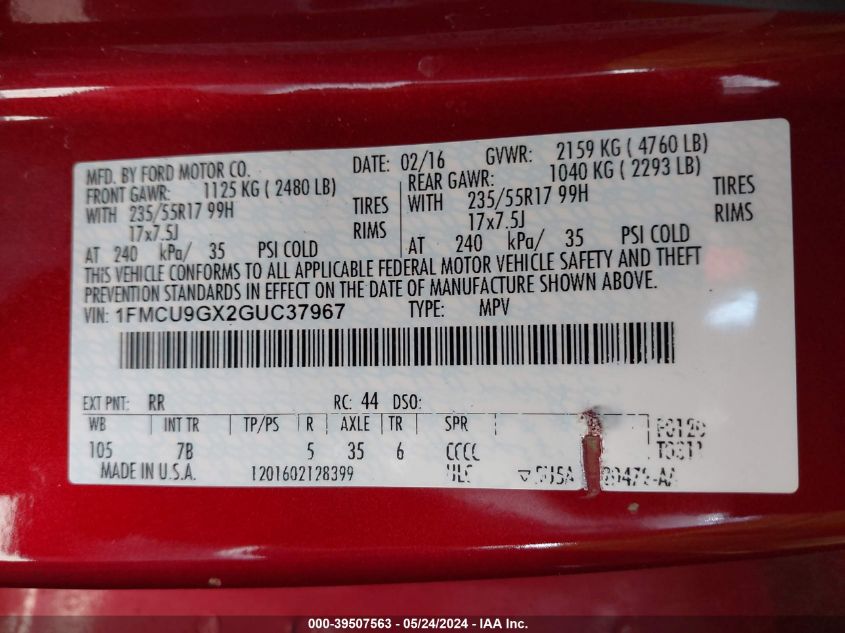 MFD. BY FORD MOTOR CO. DATE: 02/16 GVWR: 2159 KG ( 4760 LB)
FRONT GAWR: 1125 KG ( 2480 LB) REAR GAWR: 1040 KG ( 2293 LB)
WITH 235/55R17 99H TIRES WITH 235/55R17 99H TIRES
17x7.5J RIMS 17x7.5J RIMS
AT 240 kPa/ 35 PSI COLD AT 240 kPa/ 35 PSI COLD
THIS VEHICLE CONFORMS TO ALL APPLICABLE FEDERAL MOTOR VEHICLE SAFETY AND THEFT
PREVENTION STANDARDS IN EFFECT ON THE DATE OF MANUFACTURE SHOWN ABOVE.
VIN: 1FMCU9GX2GUC37967 TYPE: MPV
EXT PNT: RR RC: 44 DSO:
WB INT TR TP/PS R AXLE TR SPR
105 7B 5 35 6 CCCC
MADE IN U.S.A. 1201602128399
000-39507563 - 05/24/2024 - IAA Inc.